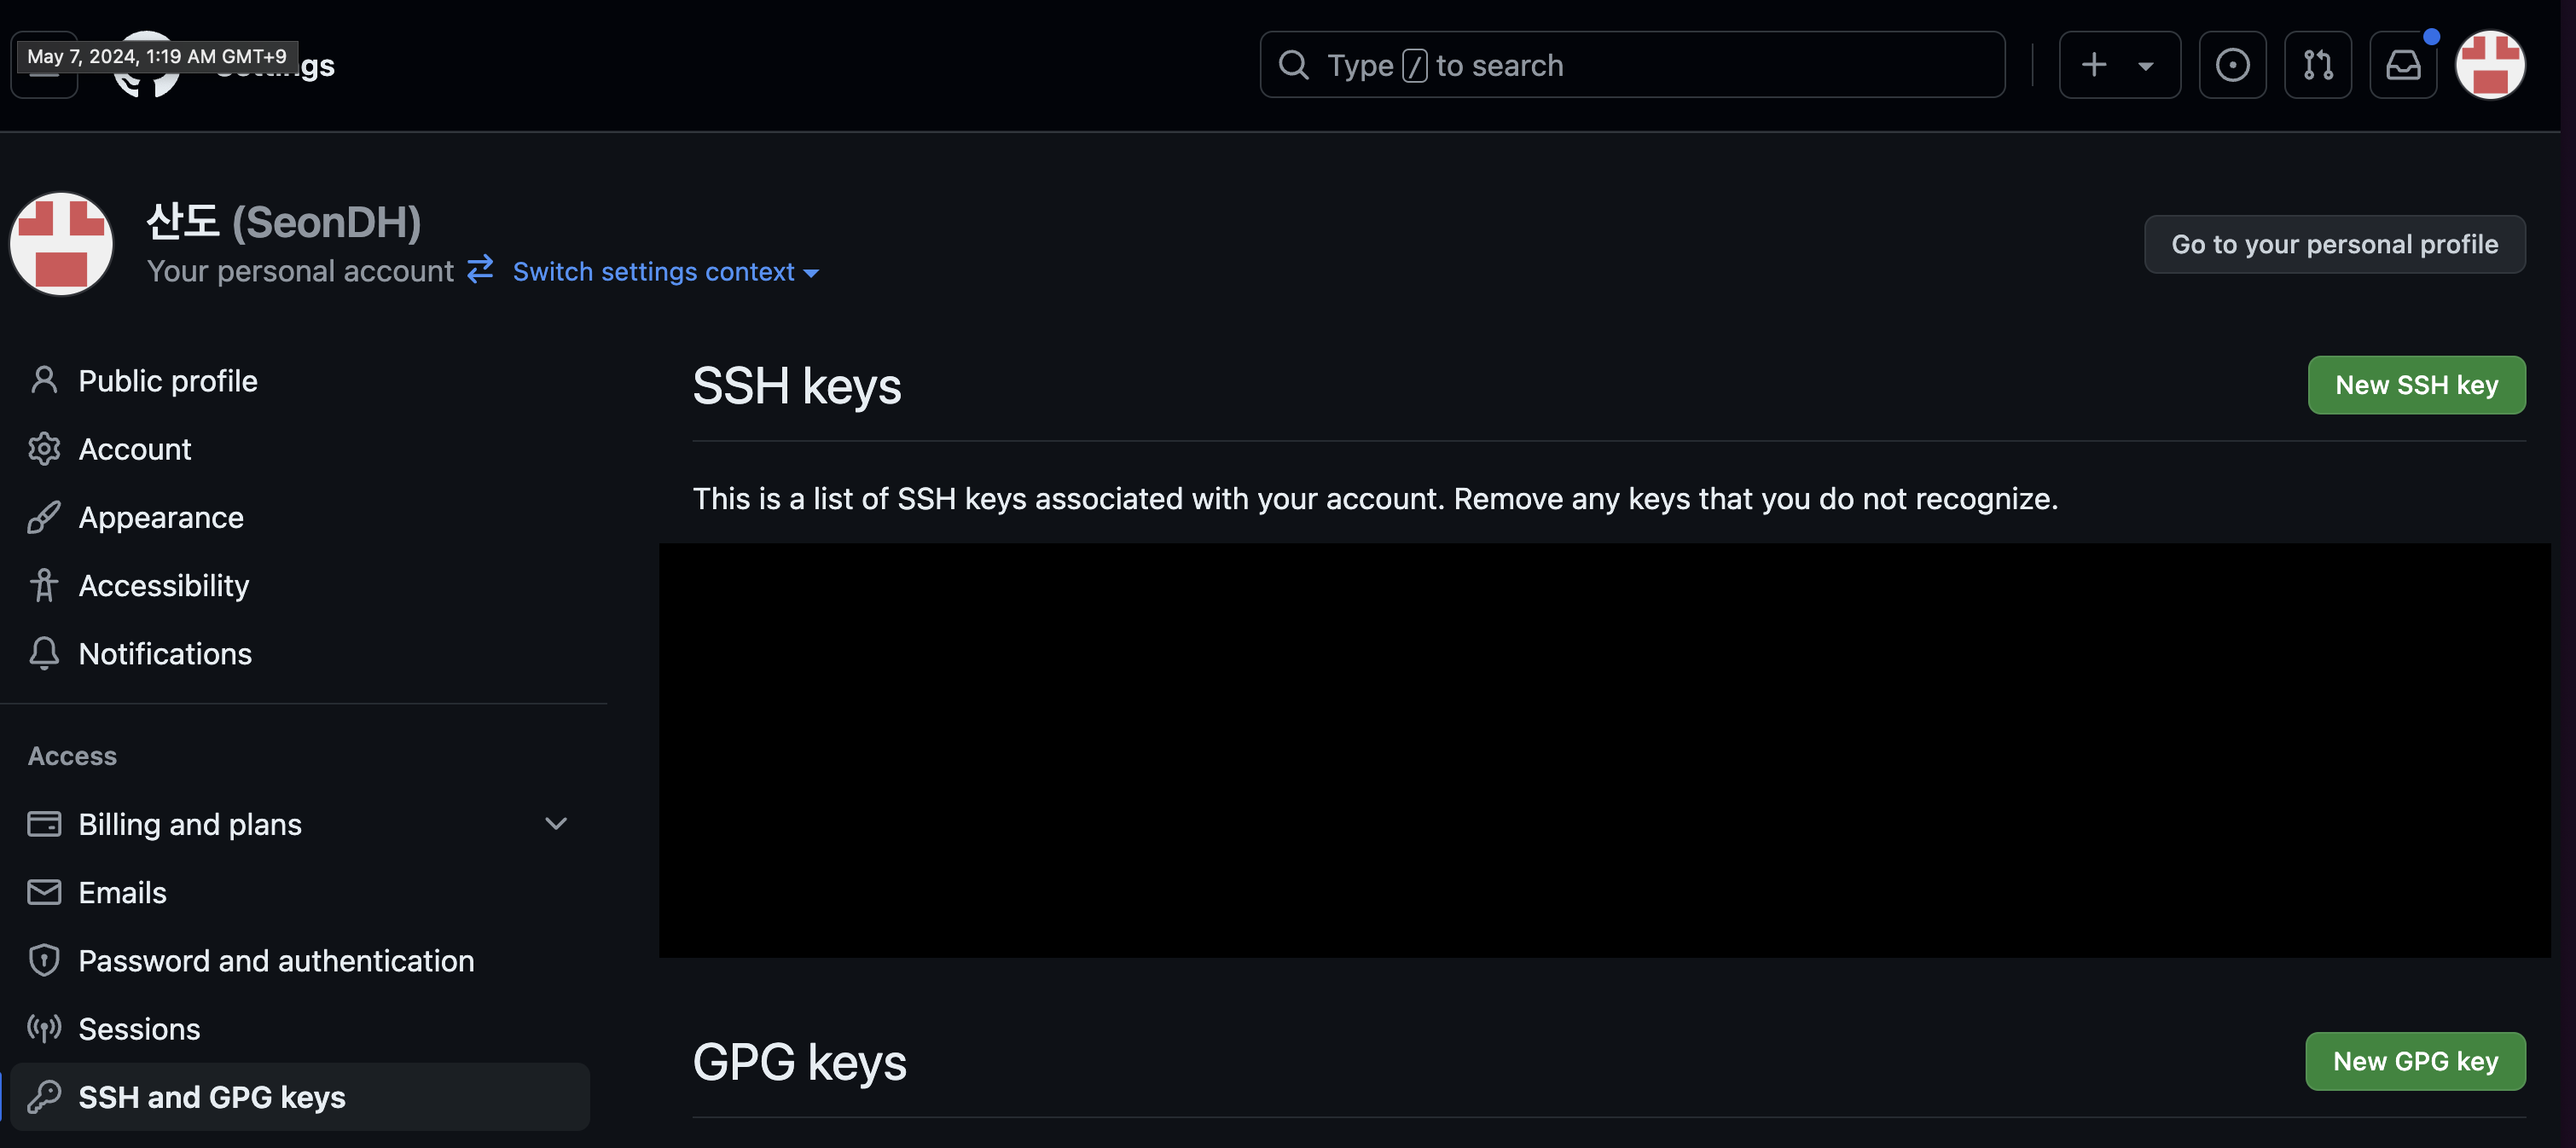 May 7, 2024, 1:19 AM GMT+9
Type / to search
산도 (SeonDH)
Your personal account Switch settings context
Go to your personal profile
Public profile
Account
Appearance
Accessibility
Notifications
Access
Billing and plans
Emails
Password and authentication
Sessions
SSH and GPG keys
SSH keys
New SSH key
This is a list of SSH keys associated with your account. Remove any keys that you do not recognize.
GPG keys
New GPG key